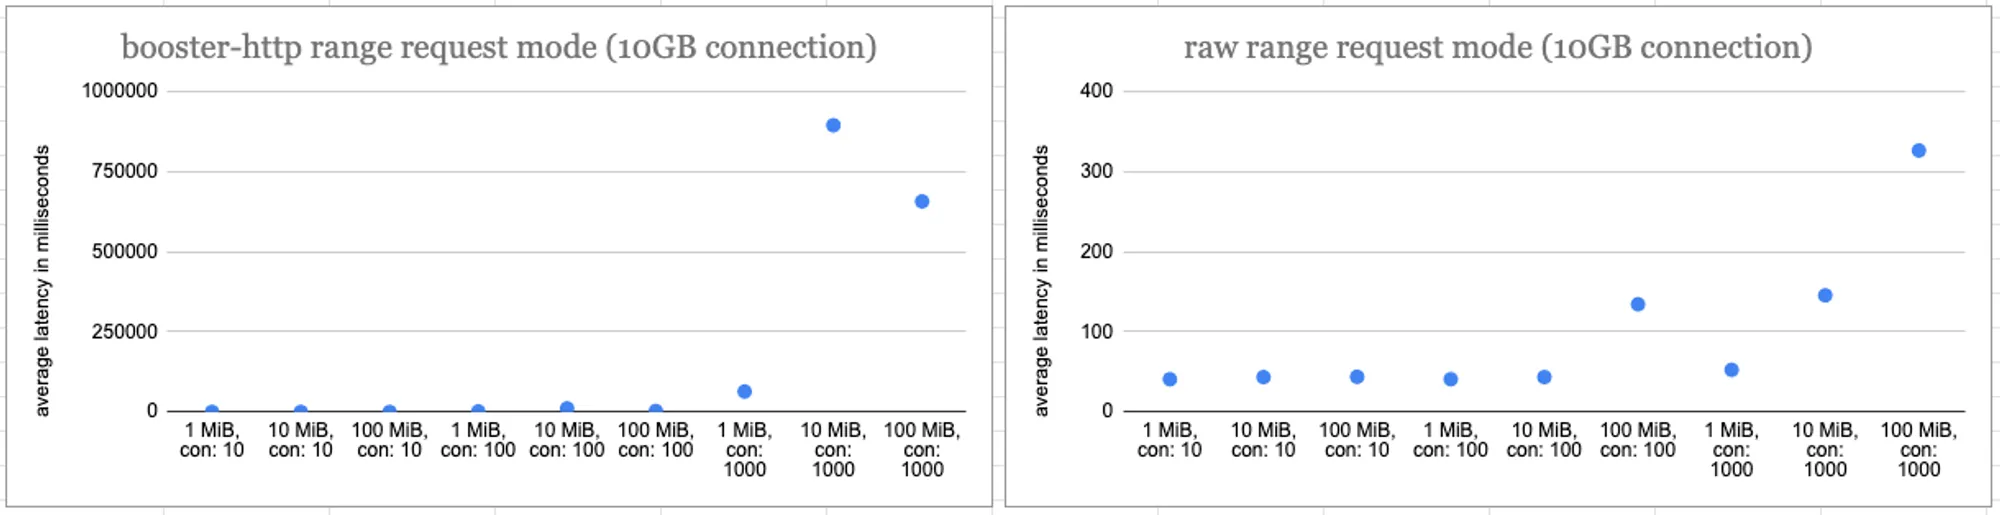 booster-http range request mode (10GB connection)
average latency in milliseconds
1000000
750000
500000
250000
0
1 MiB, con: 10
10 MiB, con: 10
100 MiB, con: 10
1 MiB, con: 100
10 MiB, con: 100
100 MiB, con: 100
1 MiB, con: 1000
10 MiB, con: 1000
100 MiB, con: 1000
raw range request mode (10GB connection)
average latency in milliseconds
400
300
200
100
0
1 MiB, con: 10
10 MiB, con: 10
100 MiB, con: 10
1 MiB, con: 100
10 MiB, con: 100
100 MiB, con: 100
1 MiB, con: 1000
10 MiB, con: 1000
100 MiB, con: 1000